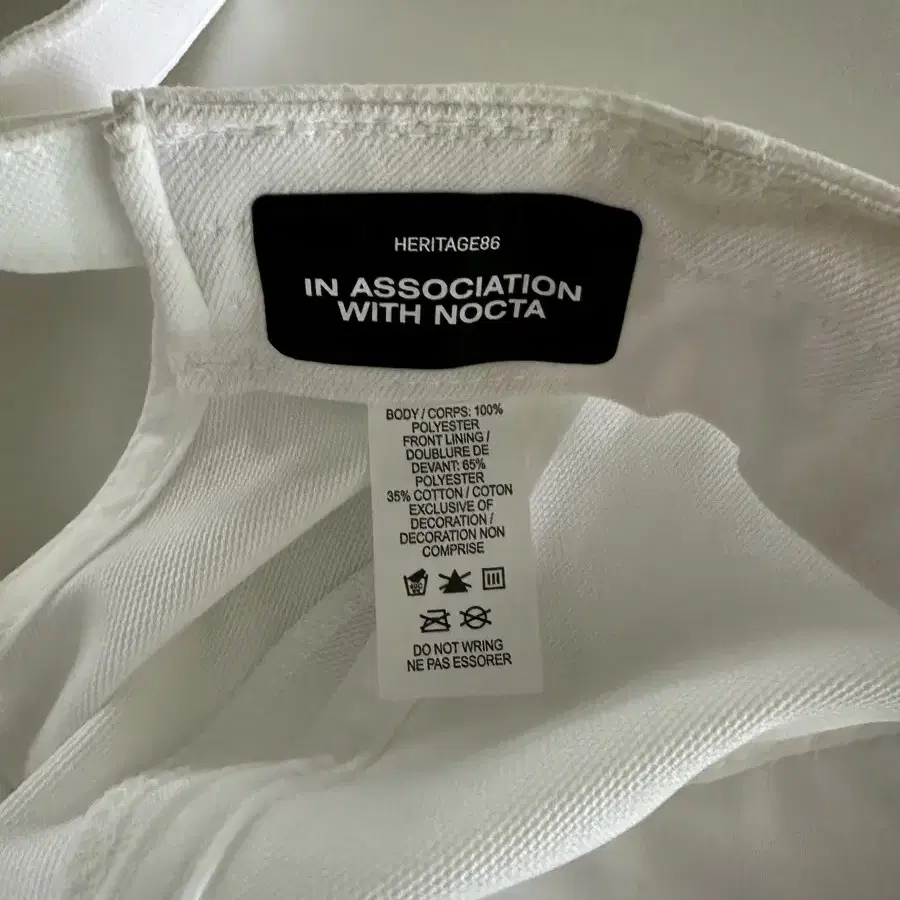 HERITAGE86
IN ASSOCIATION
WITH NOCTA
BODY / CORPS: 100%
POLYESTER
FRONT LINING /
DOUBLURE DE
DEVANT: 65%
POLYESTER
35% COTTON / COTON
EXCLUSIVE OF
DECORATION /
DECORATION NON
COMPRISE
DO NOT WRING
NE PAS ESSORER